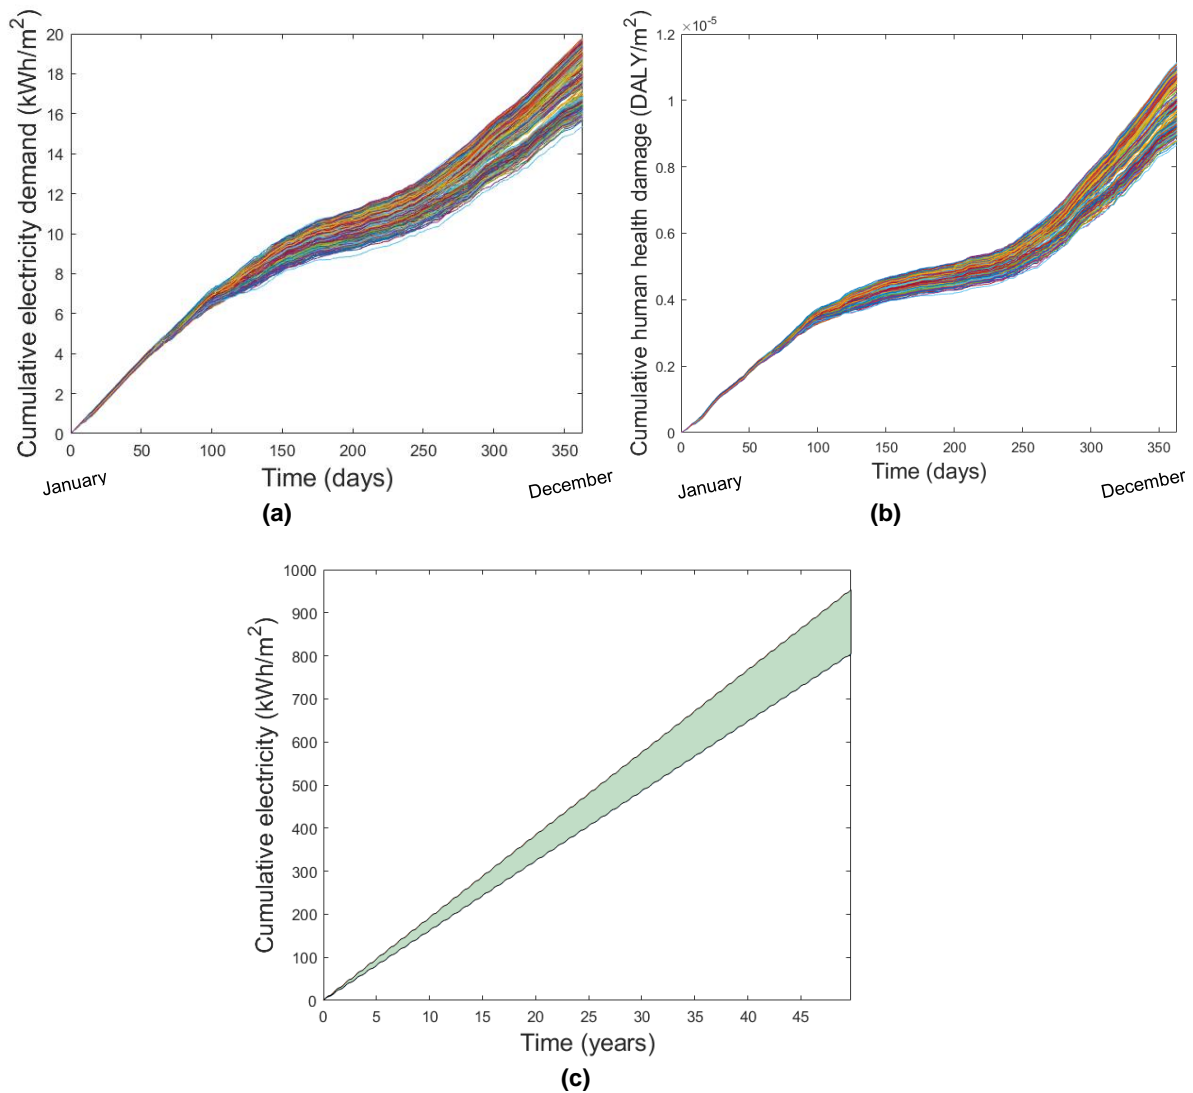 Cumulative electricity demand (kWh/m²)
20
18
16
14
12
10
8
6
4
2
0
0 50 100 150 200 250 300 350
Time (days)
January
December
(a)
×10⁻⁵
Cumulative human health damage (DALY/m²)
1.2
1
0.8
0.6
0.4
0.2
0
0 50 100 150 200 250 300 350
Time (days)
January
December
(b)
Cumulative electricity (kWh/m²)
1000
900
800
700
600
500
400
300
200
100
0
0 5 10 15 20 25 30 35 40 45
Time (years)
(c)